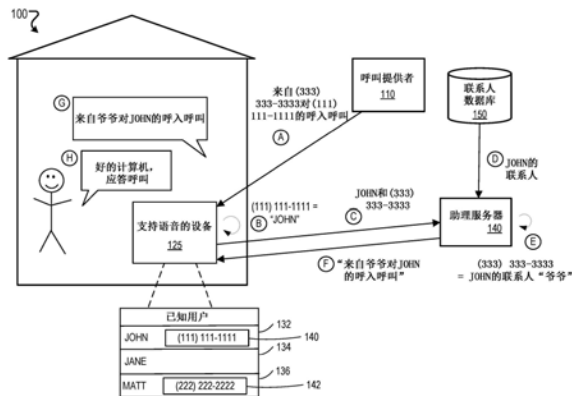 100
G
来自爷爷对JOHN的呼入呼叫
H
好的计算机，
应答呼叫
来自(333)
333-3333对(111)
111-1111的呼入呼叫
A
呼叫提供者
110
联系人
数据库
150
D
JOHN的
联系人
支持语音的设备
125
(111) 111-1111 =
B
"JOHN"
JOHN和(333)
333-3333
C
助理服务器
140
E
F
“来自爷爷对JOHN
的呼入呼叫”
(333) 333-3333
= JOHN的联系人“爷爷”
已知用户
132
JOHN (111) 111-1111
140
134
JANE
136
MATT (222) 222-2222
142